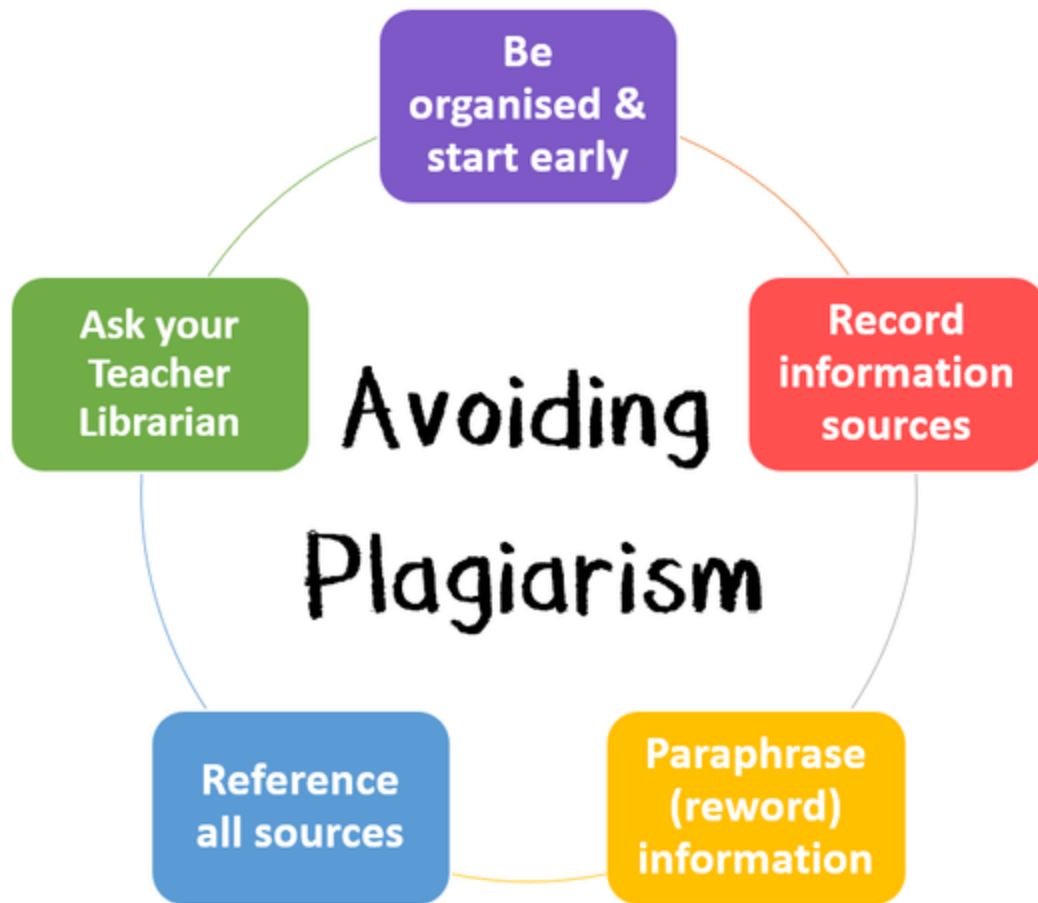 Be
organised &
start early
Record
information
sources
Paraphrase
(reword)
information
Reference
all sources
Ask your
Teacher
Librarian
Avoiding
Plagiarism